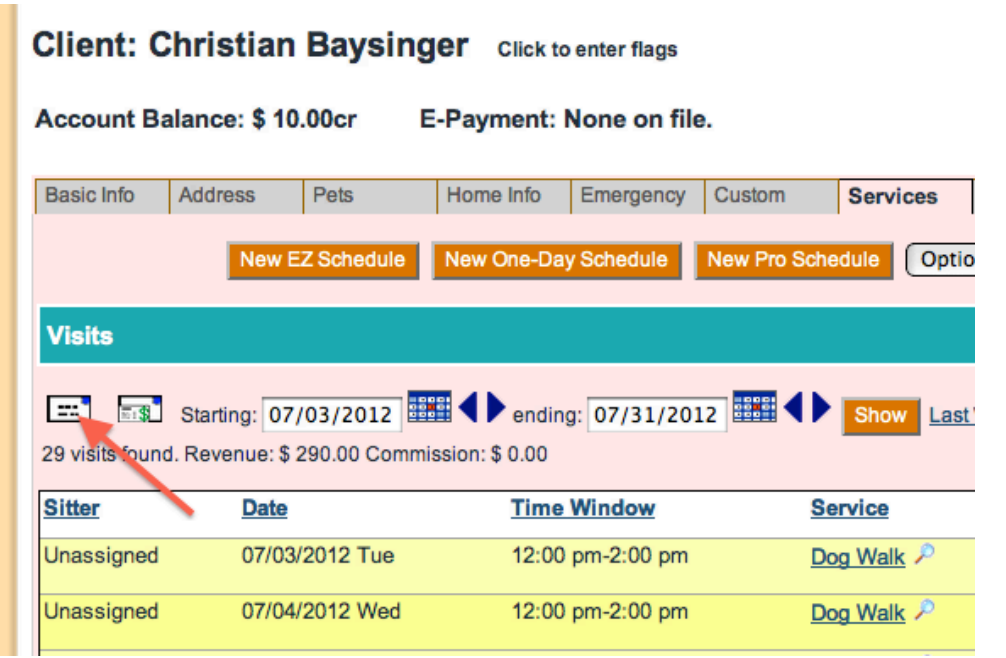 Client: Christian Baysinger Click to enter flags
Account Balance: $ 10.00cr E-Payment: None on file.
Basic Info Address Pets Home Info Emergency Custom Services
New EZ Schedule New One-Day Schedule New Pro Schedule Optio
Visits
Starting: 07/03/2012 ending: 07/31/2012 Show Last
29 visits found. Revenue: $ 290.00 Commission: $ 0.00
Sitter Date Time Window Service
Unassigned 07/03/2012 Tue 12:00 pm-2:00 pm Dog Walk
Unassigned 07/04/2012 Wed 12:00 pm-2:00 pm Dog Walk